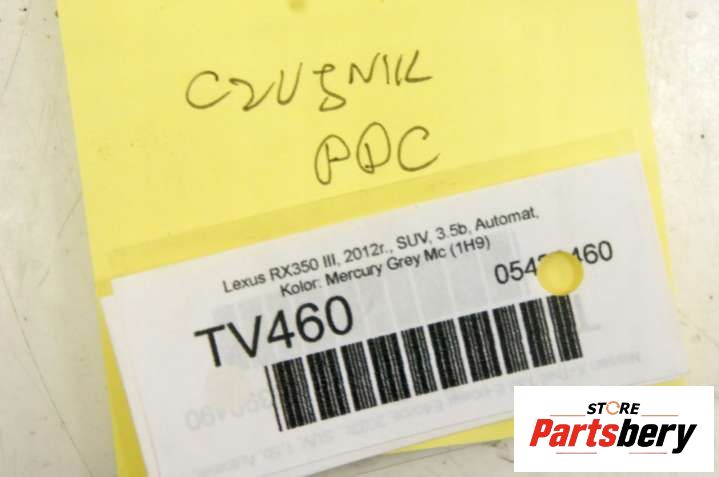 CZUJNIK
PDC
Lexus RX350 III, 2012r., SUV, 3.5b, Automat,
Kolor: Mercury Grey Mc (1H9)
TV460
STORE
Partsbery